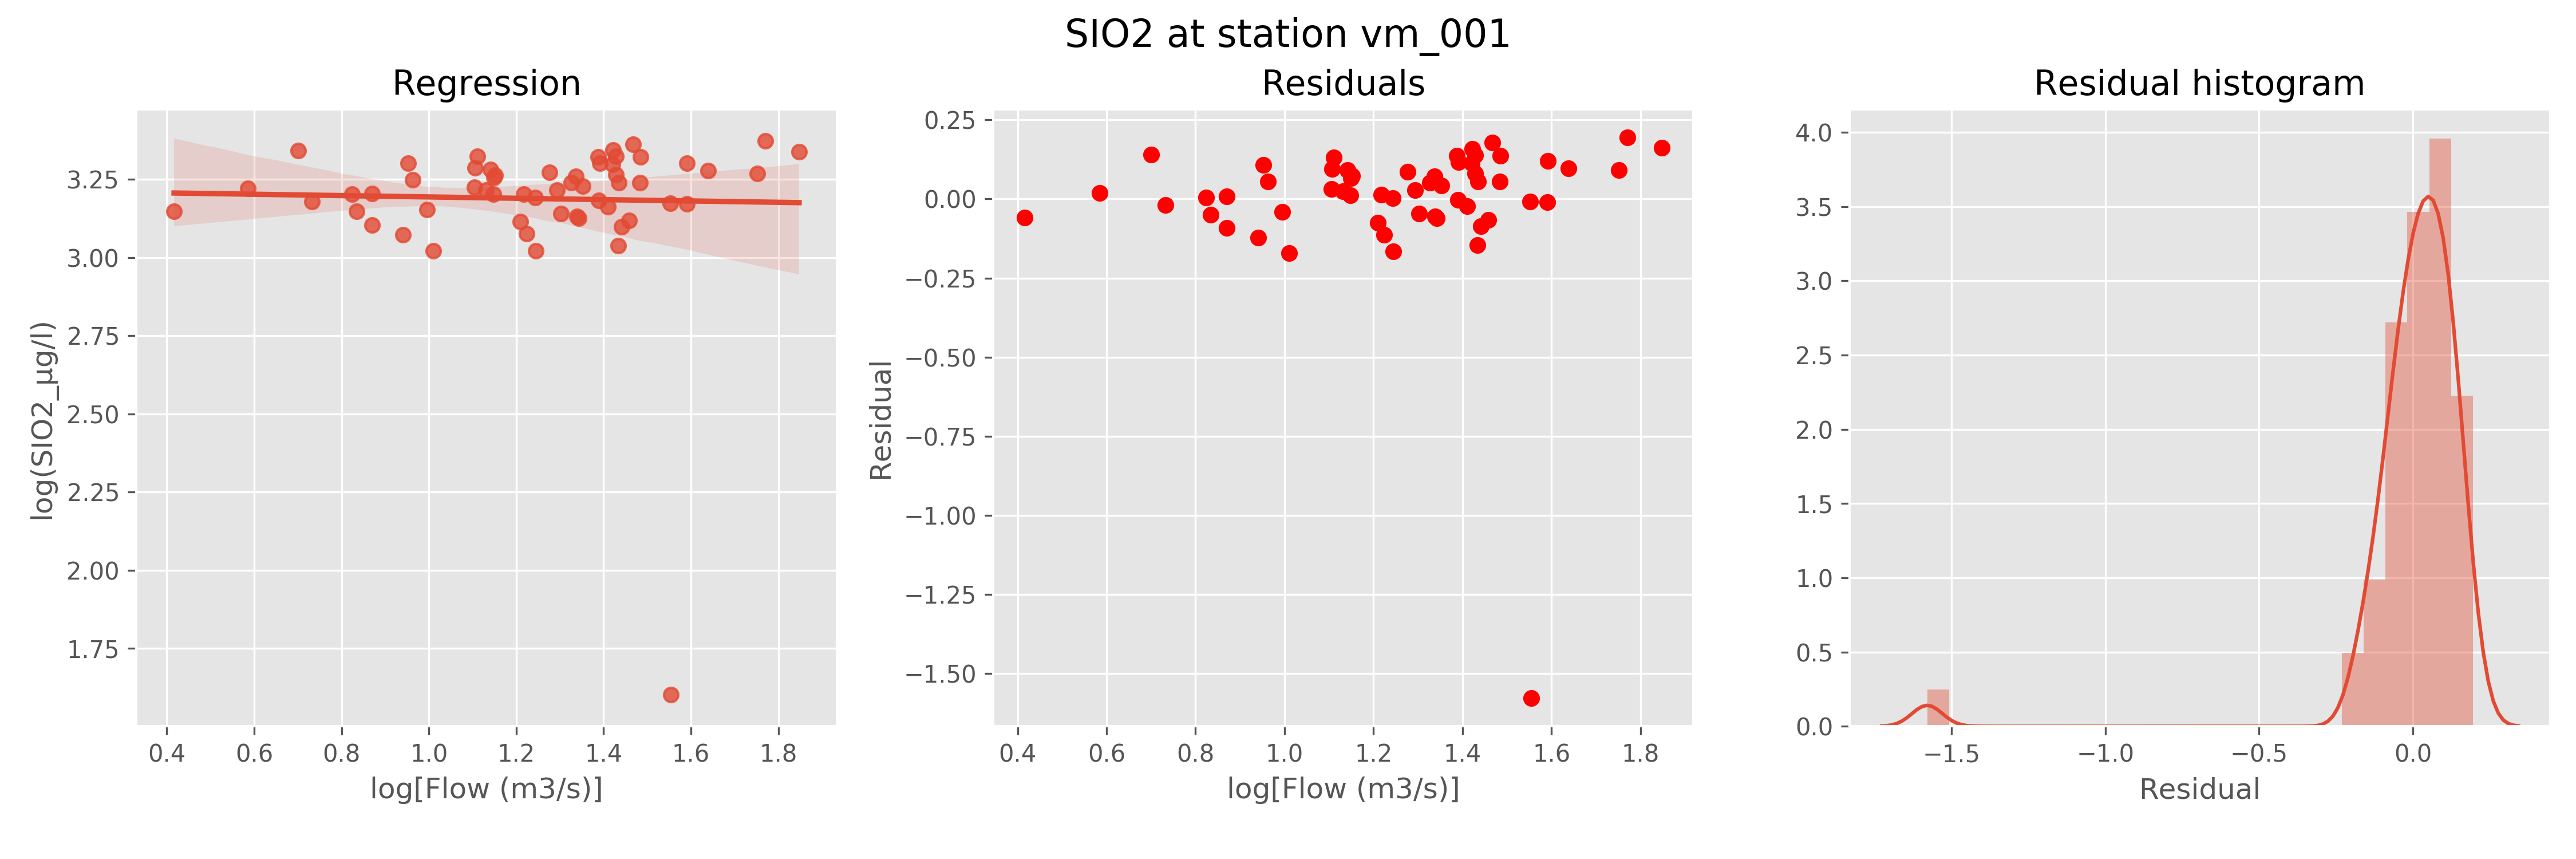 SIO2 at station vm_001
Regression
3.25
3.00
2.75
2.50
2.25
2.00
1.75
log(SIO2_µg/l)
0.4 0.6 0.8 1.0 1.2 1.4 1.6 1.8
log[Flow (m3/s)]
Residuals
0.25
0.00
−0.25
−0.50
−0.75
−1.00
−1.25
−1.50
Residual
0.4 0.6 0.8 1.0 1.2 1.4 1.6 1.8
log[Flow (m3/s)]
Residual histogram
4.0
3.5
3.0
2.5
2.0
1.5
1.0
0.5
0.0
−1.5 −1.0 −0.5 0.0
Residual